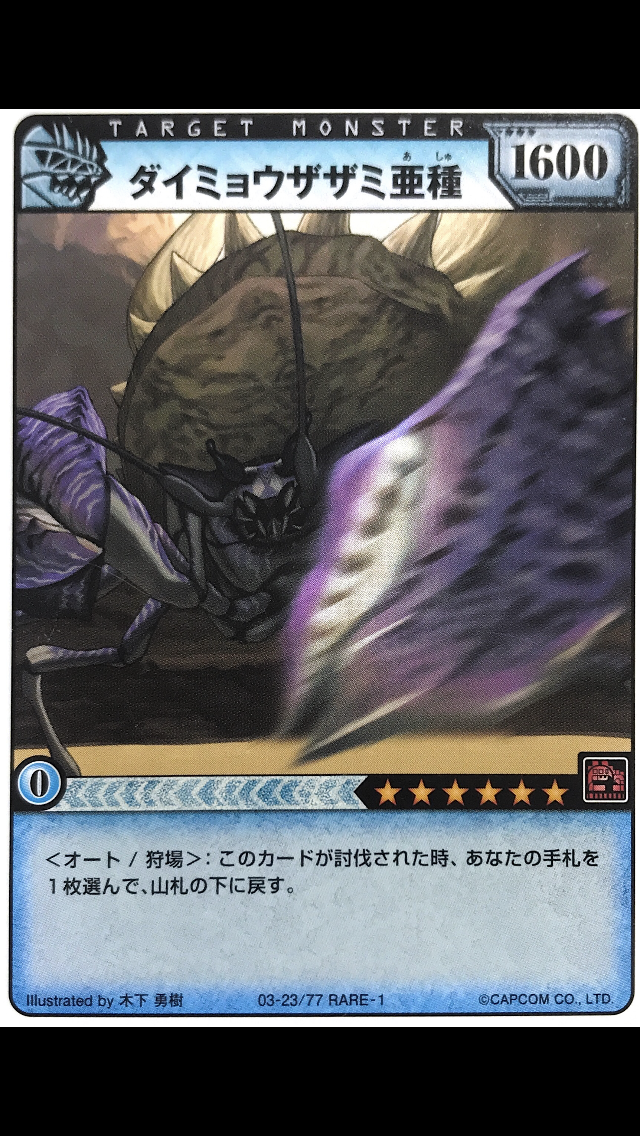 TARGET MONSTER
あ しゅ
ダイミョウザザミ亜種
1600
0
<オート / 狩場>：このカードが討伐された時、あなたの手札を
１枚選んで、山札の下に戻す。
Illustrated by 木下 勇樹 03-23/77 RARE-1 ©CAPCOM CO., LTD.